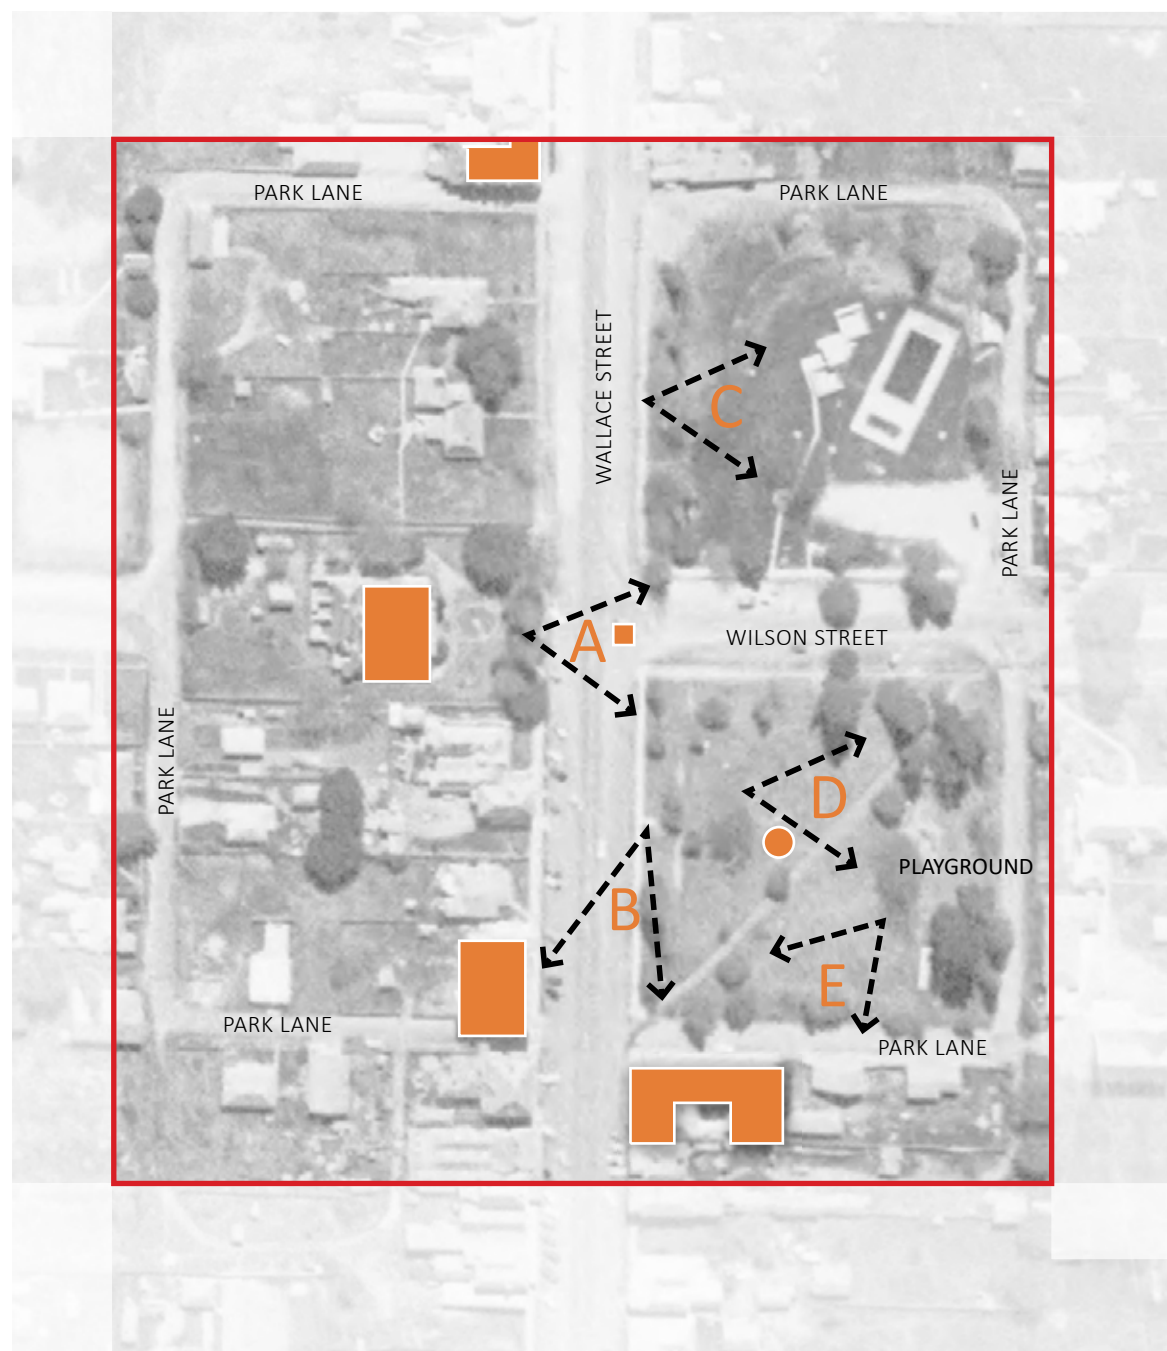 PARK LANE
PARK LANE
WALLACE STREET
C
PARK LANE
A
WILSON STREET
PARK LANE
D
PLAYGROUND
B
E
PARK LANE
PARK LANE